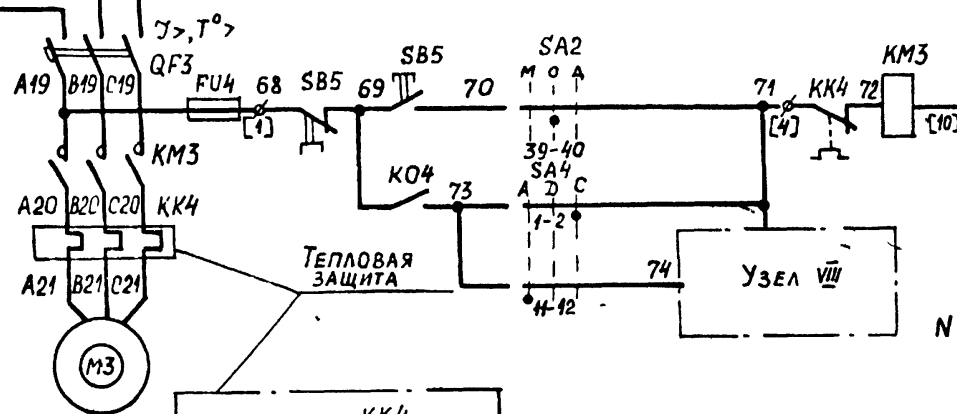 I>, T°>
QF3
A19 B19 C19
FU4 68 SB5 69 SB5 70 SA2 71 KK4 72 KM3
[1] М О Д [4] [10]
39-40
KM3
A20 B20 C20 KK4
KO4 73 SA4
A D C
1-2
A21 B21 C21
ТЕПЛОВАЯ
ЗАЩИТА
74 УЗЕЛ VIII
11-12
N
M3
KK4